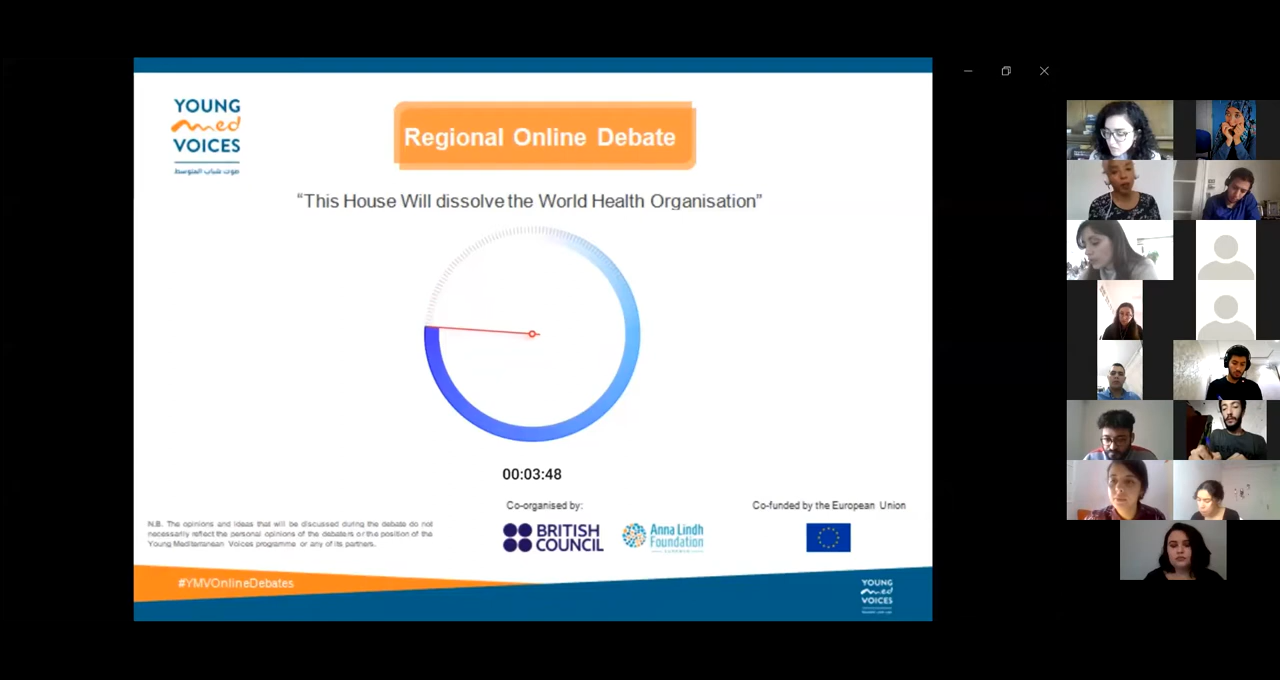 YOUNG
med
VOICES
صوت شباب المتوسط
Regional Online Debate
“This House Will dissolve the World Health Organisation”
00:03:48
Co-organised by:
Co-funded by the European Union
N.B. The opinions and ideas that will be discussed during the debate do not
necessarily reflect the personal opinions of the debaters or the position of the
Young Mediterranean Voices programme or any of its partners.
BRITISH
COUNCIL
Anna Lindh
Foundation
#YMVOnlineDebates
YOUNG
med
VOICES